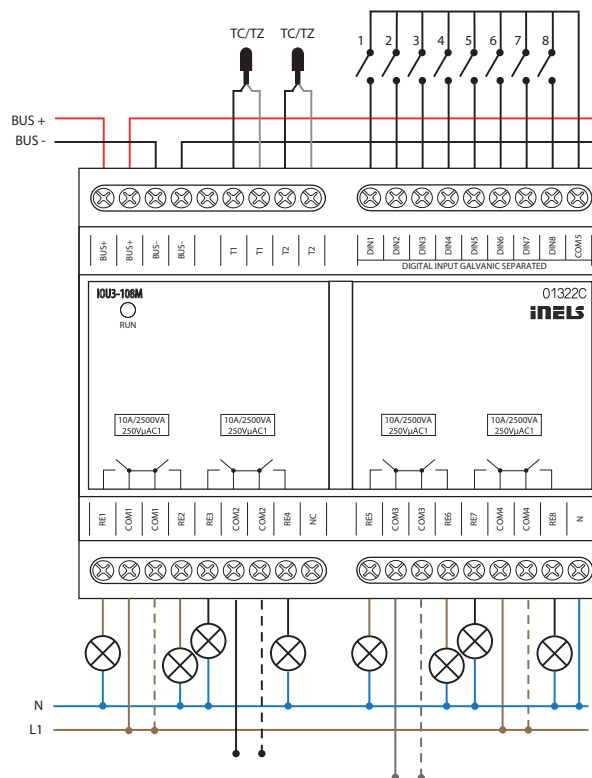 TC/TZ TC/TZ
1 2 3 4 5 6 7 8
BUS +
BUS -
BUS+ BUS+ BUS- BUS- T1 T1 T2 T2 DIN1 DIN2 DIN3 DIN4 DIN5 DIN6 DIN7 DIN8 COM5
DIGITAL INPUT GALVANIC SEPARATED
IOU3-108M 01322C
iNELS
RUN
10A/2500VA 10A/2500VA 10A/2500VA 10A/2500VA
250VµAC1 250VµAC1 250VµAC1 250VµAC1
RE1 COM1 COM1 RE2 RE3 COM2 COM2 RE4 NC RE5 COM3 COM3 RE6 RE7 COM4 COM4 RE8 N
N
L1